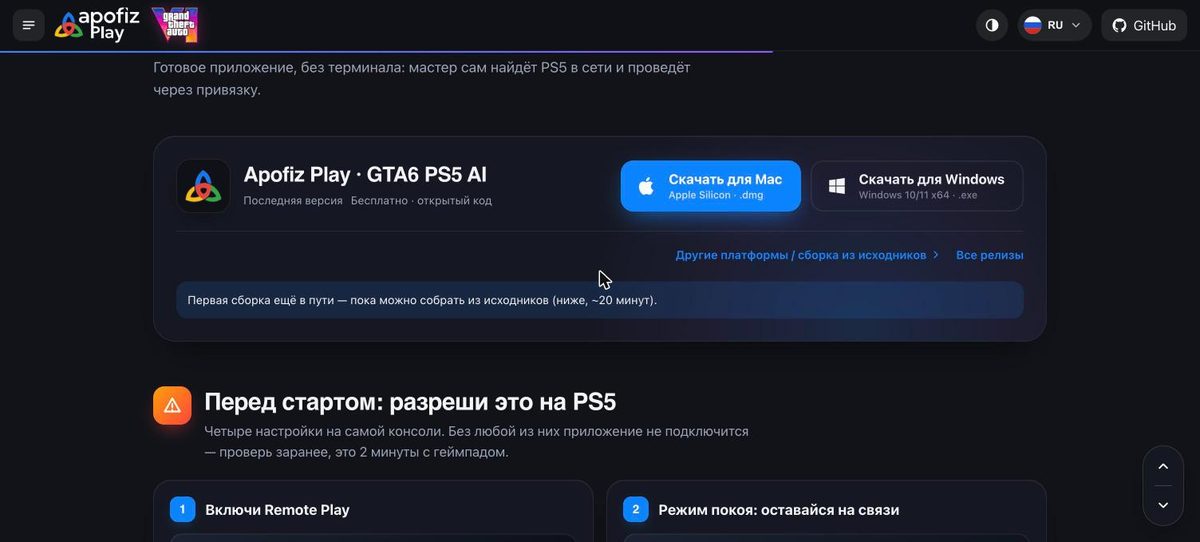 apofiz
Play
grand
theft
auto
VI
RU
GitHub
Готовое приложение, без терминала: мастер сам найдёт PS5 в сети и проведёт
через привязку.
Apofiz Play · GTA6 PS5 AI
Последняя версия Бесплатно · открытый код
Скачать для Mac
Apple Silicon · .dmg
Скачать для Windows
Windows 10/11 x64 · .exe
Другие платформы / сборка из исходников
Все релизы
Первая сборка ещё в пути — пока можно собрать из исходников (ниже, ~20 минут).
Перед стартом: разреши это на PS5
Четыре настройки на самой консоли. Без любой из них приложение не подключится
— проверь заранее, это 2 минуты с геймпадом.
1
Включи Remote Play
2
Режим покоя: оставайся на связи